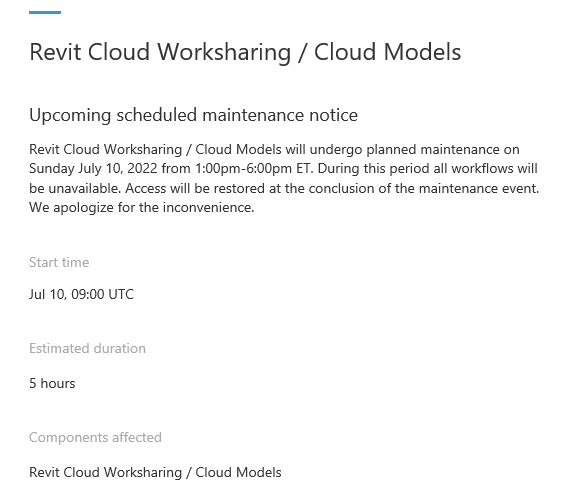 Revit Cloud Worksharing / Cloud Models
Upcoming scheduled maintenance notice
Revit Cloud Worksharing / Cloud Models will undergo planned maintenance on
Sunday July 10, 2022 from 1:00pm-6:00pm ET. During this period all workflows will
be unavailable. Access will be restored at the conclusion of the maintenance event.
We apologize for the inconvenience.
Start time
Jul 10, 09:00 UTC
Estimated duration
5 hours
Components affected
Revit Cloud Worksharing / Cloud Models